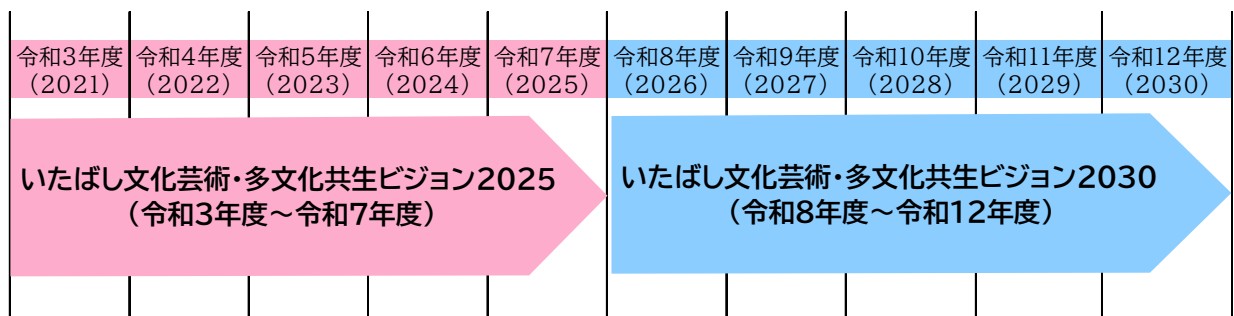 令和3年度 令和4年度 令和5年度 令和6年度 令和7年度 令和8年度 令和9年度 令和10年度 令和11年度 令和12年度
(2021) (2022) (2023) (2024) (2025) (2026) (2027) (2028) (2029) (2030)
いたばし文化芸術・多文化共生ビジョン2025
(令和3年度~令和7年度)
いたばし文化芸術・多文化共生ビジョン2030
(令和8年度~令和12年度)